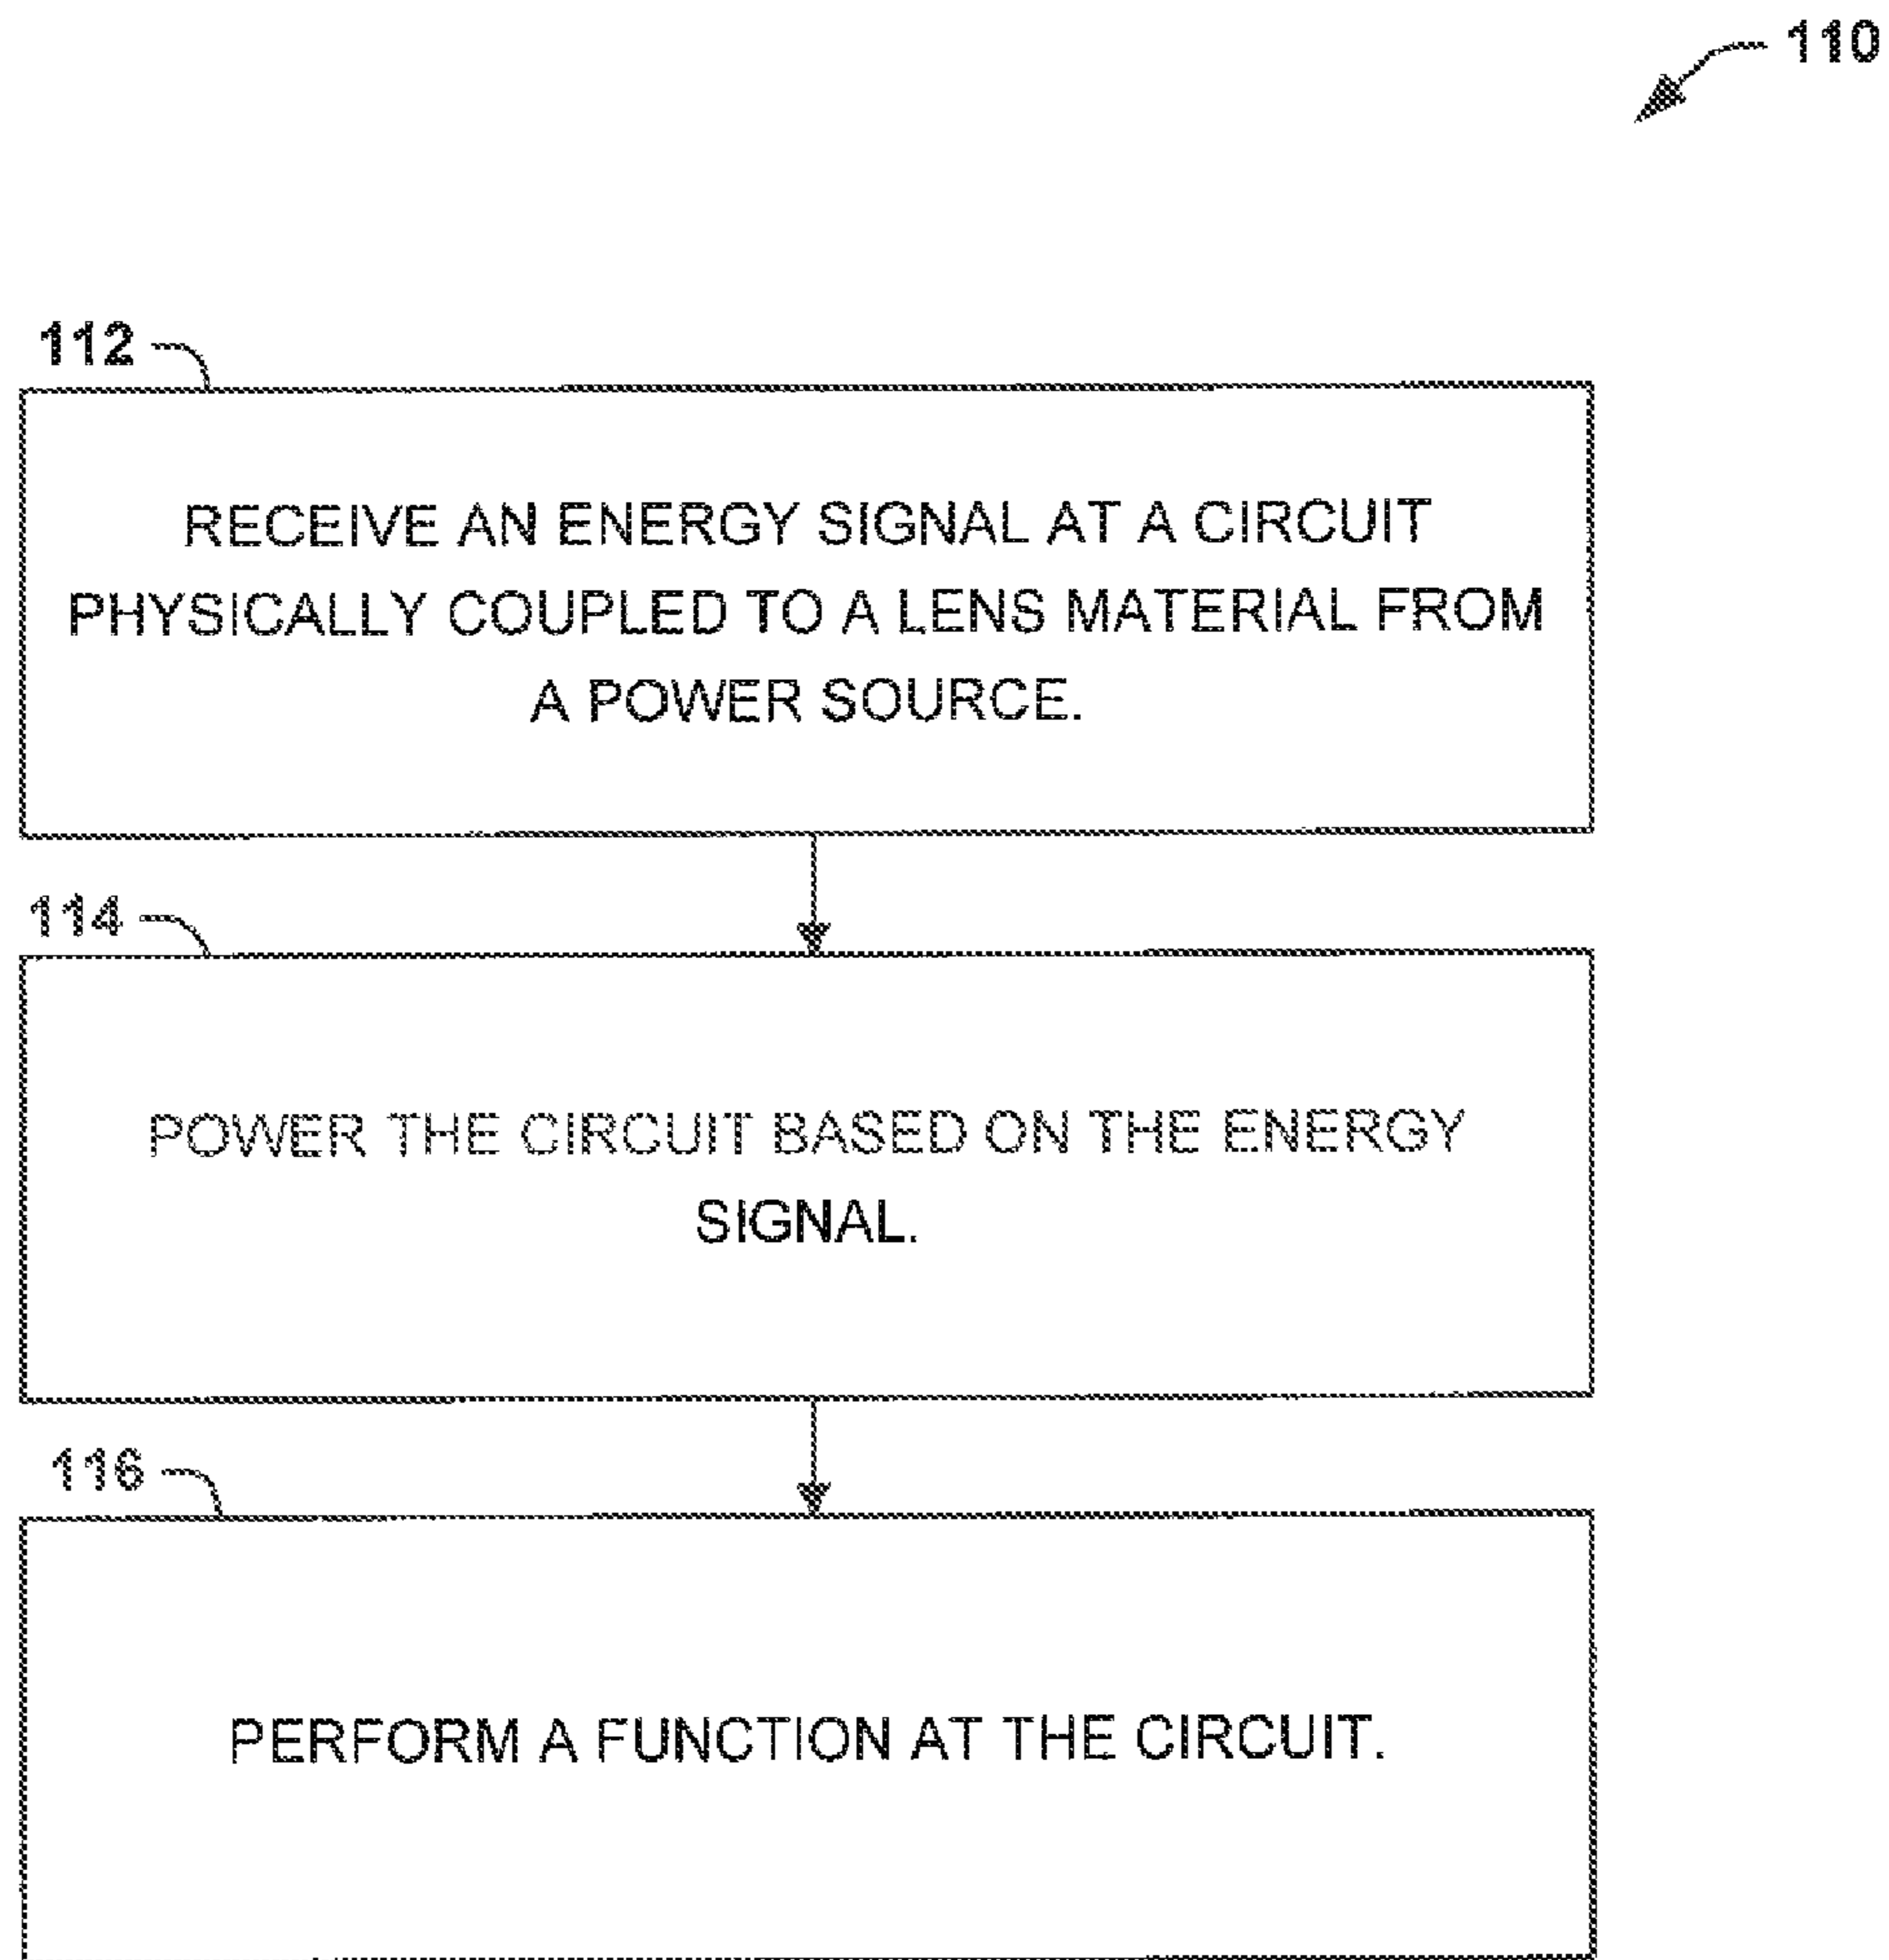 110
112
RECEIVE AN ENERGY SIGNAL AT A CIRCUIT
PHYSICALLY COUPLED TO A LENS MATERIAL FROM
A POWER SOURCE.
114
POWER THE CIRCUIT BASED ON THE ENERGY
SIGNAL.
116
PERFORM A FUNCTION AT THE CIRCUIT.